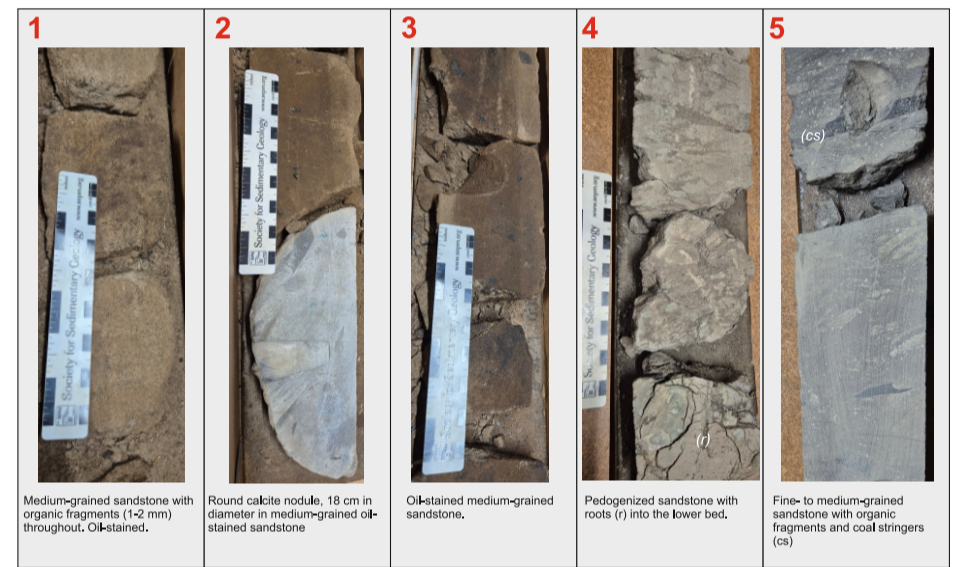 1
2
3
4
5
Society for Sedimentary Geology
Society for Sedimentary Geology
Geology
Society for Sedimentary Geology
(cs)
(r)
Medium-grained sandstone with
organic fragments (1-2 mm)
throughout. Oil-stained.
Round calcite nodule, 18 cm in
diameter in medium-grained oil-
stained sandstone
Oil-stained medium-grained
sandstone.
Pedogenized sandstone with
roots (r) into the lower bed.
Fine- to medium-grained
sandstone with organic
fragments and coal stringers
(cs)